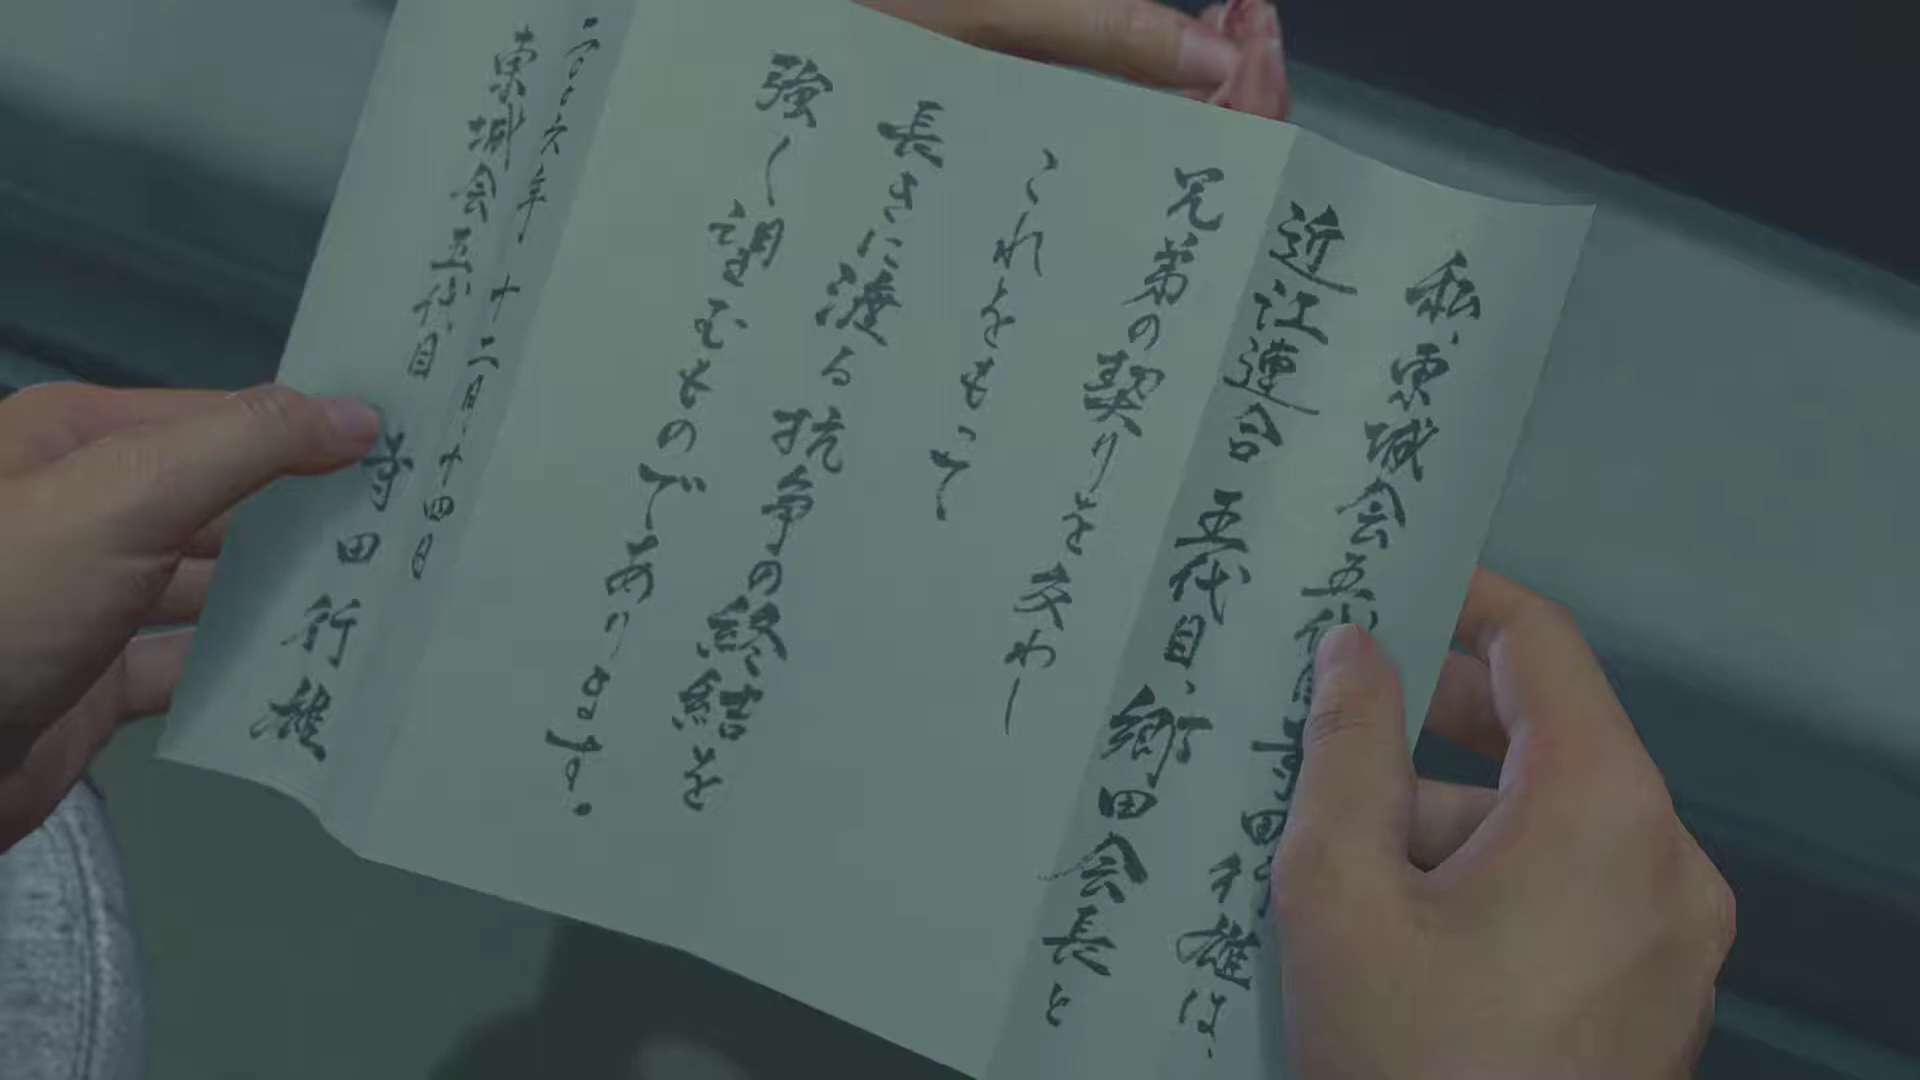 私、東城会五代目寺田行雄は、
近江連合五代目、郷田会長と
兄弟の契りを交わし
これをもって
長きに渡る抗争の終結を
強く望むものであります。
二〇〇六年十二月十四日
東城会五代目 寺田行雄